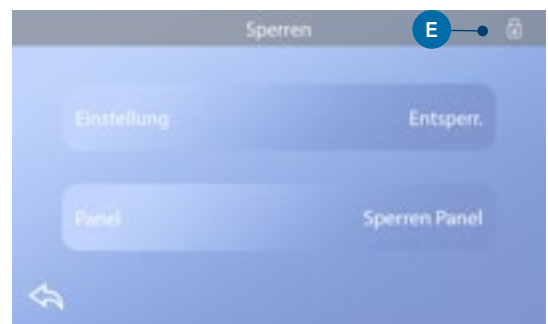 Sperren
E
Einstellung Entsperr.
Panel Sperren Panel